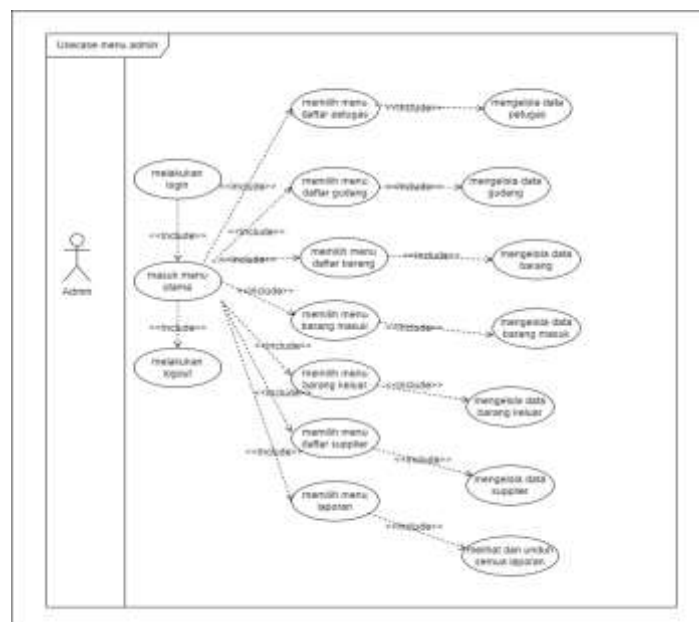 Usecase menu admin
memilih menu
daftar petugas
<<include>>
mengelola data
petugas
melakukan
login
<<include>>
memilih menu
daftar gudang
<<include>>
mengelola data
gudang
<<include>>
<<include>>
Admin
masuk menu
utama
<<include>>
memilih menu
daftar barang
<<include>>
mengelola data
barang
<<include>>
memilih menu
barang masuk
<<include>>
mengelola data
barang masuk
<<include>>
melakukan
logout
<<include>>
memilih menu
barang keluar
<<include>>
mengelola data
barang keluar
<<include>>
memilih menu
daftar supplier
<<include>>
mengelola data
supplier
<<include>>
memilih menu
laporan
<<include>>
melihat dan unduh
semua laporan